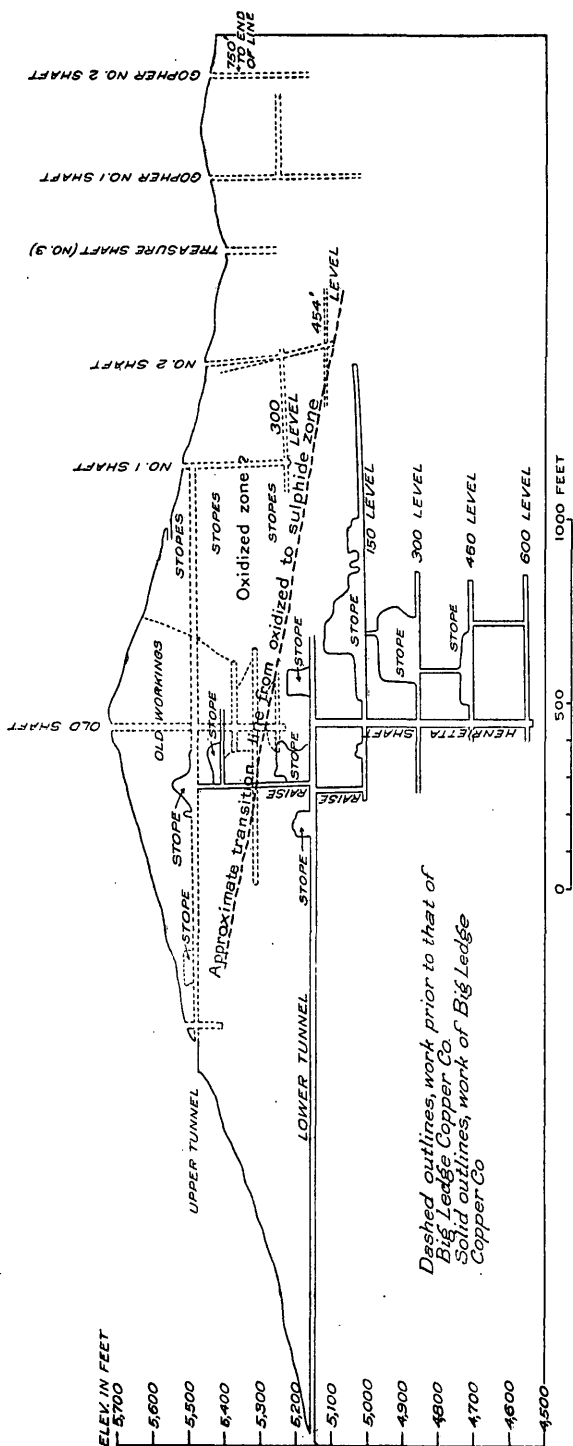 ELEV. IN FEET
5,700
5,600
5,500
5,400
5,300
5,200
5,100
5,000
4,900
4,800
4,700
4,600
4,500
UPPER TUNNEL
LOWER TUNNEL
STOPE
STOPE
OLD SHAFT
OLD WORKINGS
STOPE
STOPE
STOPE
STOPE
RAISE
RAISE
HENRIETTA
SHAFT
Approximate transition line from oxidized to sulphide zone
Oxidized zone ?
STOPES
STOPES
STOPES
NO. 1 SHAFT
300
LEVEL
NO. 2 SHAFT
454'
LEVEL
TREASURE SHAFT (NO. 3)
GOPHER NO. 1 SHAFT
GOPHER NO. 2 SHAFT
750'
TO END
OF LINE
STOPE
150 LEVEL
STOPE
300 LEVEL
STOPE
460 LEVEL
600 LEVEL
Dashed outlines, work prior to that of
Big Ledge Copper Co.
Solid outlines, work of Big Ledge
Copper Co
0
500
1000 FEET